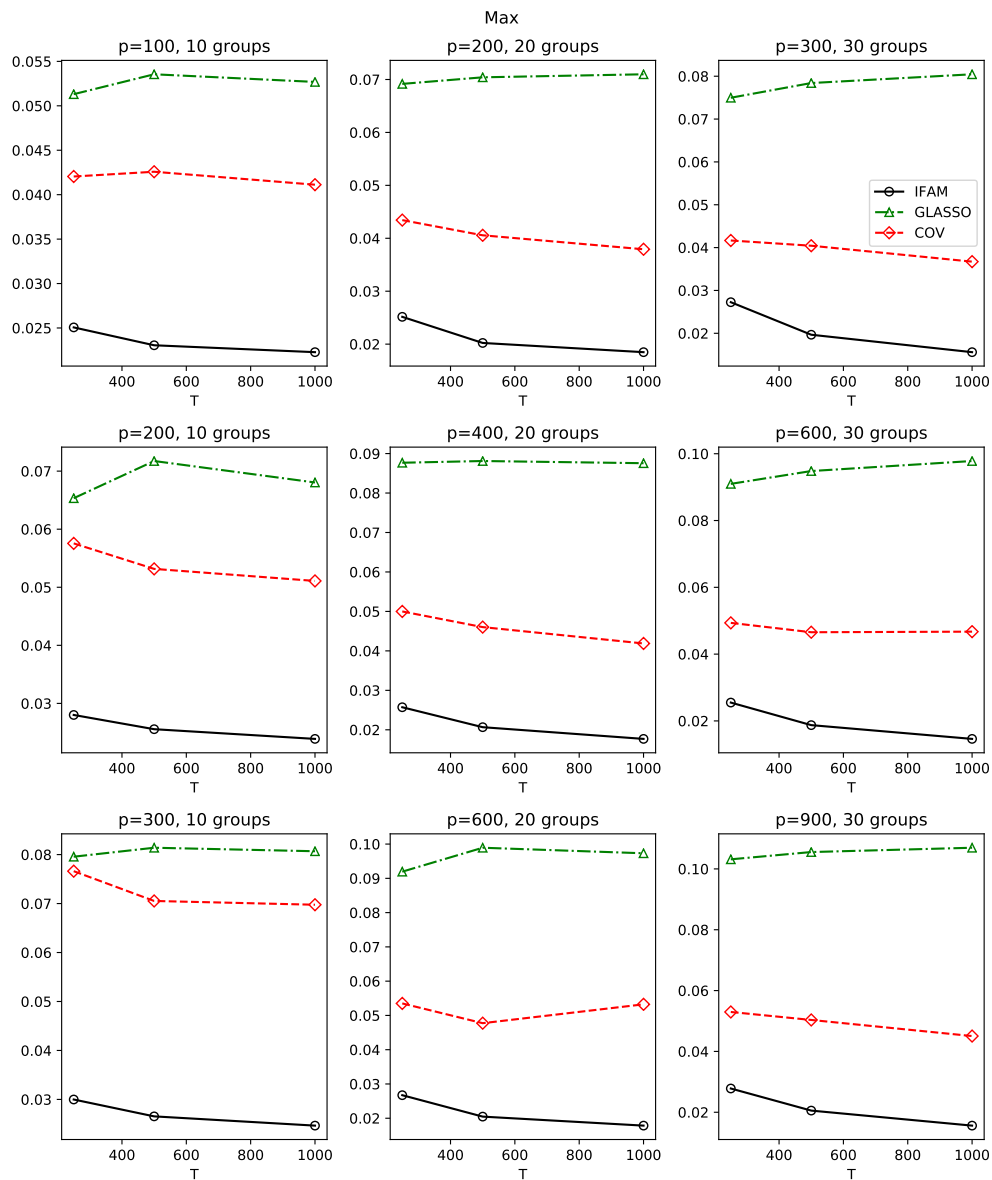 Max
p=100, 10 groups
0.055
0.050
0.045
0.040
0.035
0.030
0.025
400 600 800 1000
T
p=200, 20 groups
0.07
0.06
0.05
0.04
0.03
0.02
400 600 800 1000
T
p=300, 30 groups
0.08
0.07
0.06
0.05
0.04
0.03
0.02
IFAM
GLASSO
COV
400 600 800 1000
T
p=200, 10 groups
0.07
0.06
0.05
0.04
0.03
400 600 800 1000
T
p=400, 20 groups
0.09
0.08
0.07
0.06
0.05
0.04
0.03
0.02
400 600 800 1000
T
p=600, 30 groups
0.10
0.08
0.06
0.04
0.02
400 600 800 1000
T
p=300, 10 groups
0.08
0.07
0.06
0.05
0.04
0.03
400 600 800 1000
T
p=600, 20 groups
0.10
0.09
0.08
0.07
0.06
0.05
0.04
0.03
0.02
400 600 800 1000
T
p=900, 30 groups
0.10
0.08
0.06
0.04
0.02
400 600 800 1000
T